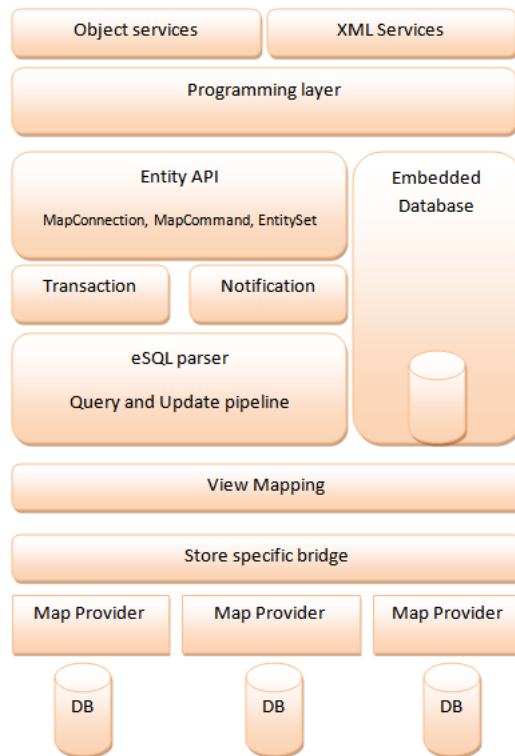 Object services
XML Services
Programming layer
Entity API
MapConnection, MapCommand, EntitySet
Embedded
Database
Transaction
Notification
eSQL parser
Query and Update pipeline
View Mapping
Store specific bridge
Map Provider
Map Provider
Map Provider
DB
DB
DB